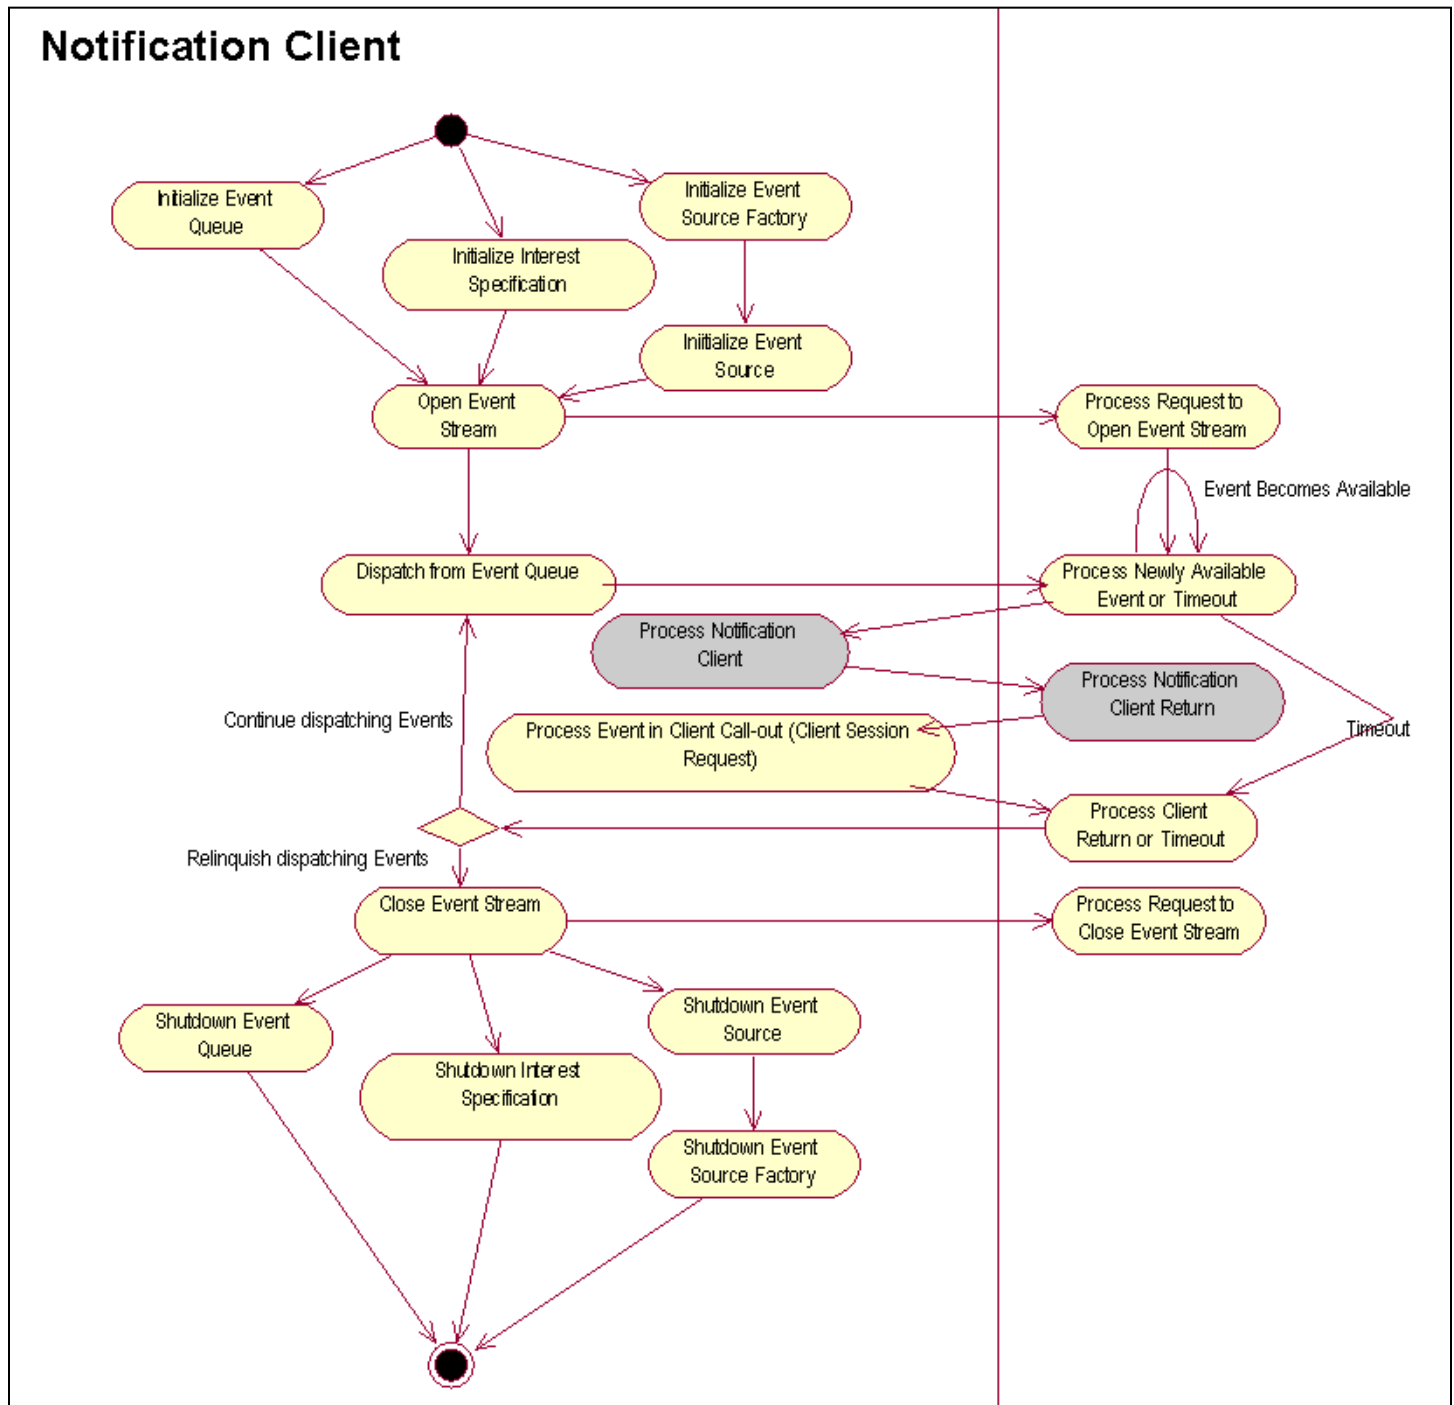 Notification Client
Initialize Event
Queue
Initialize Event
Source Factory
Initialize Interest
Specification
Iniitialize Event
Source
Open Event
Stream
Process Request to
Open Event Stream
Event Becomes Available
Dispatch from Event Queue
Process Newly Available
Event or Timeout
Process Notification
Client
Process Notification
Client Return
Continue dispatching Events
Process Event in Client Call-out (Client Session
Request)
Timeout
Process Client
Return or Timeout
Relinquish dispatching Events
Close Event Stream
Process Request to
Close Event Stream
Shutdown Event
Queue
Shutdown Event
Source
Shutdown Interest
Specification
Shutdown Event
Source Factory